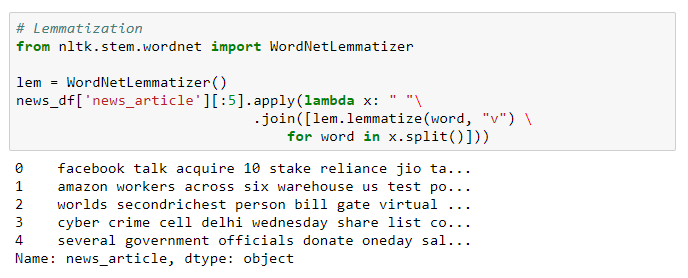 # Lemmatization
from nltk.stem.wordnet import WordNetLemmatizer

lem = WordNetLemmatizer()
news_df['news_article'][:5].apply(lambda x: " "\
                              .join([lem.lemmatize(word, "v") \
                                  for word in x.split()]))
0    facebook talk acquire 10 stake reliance jio ta...
1    amazon workers across six warehouse us test po...
2    worlds secondrichest person bill gate virtual ...
3    cyber crime cell delhi wednesday share list co...
4    several government officials donate oneday sal...
Name: news_article, dtype: object